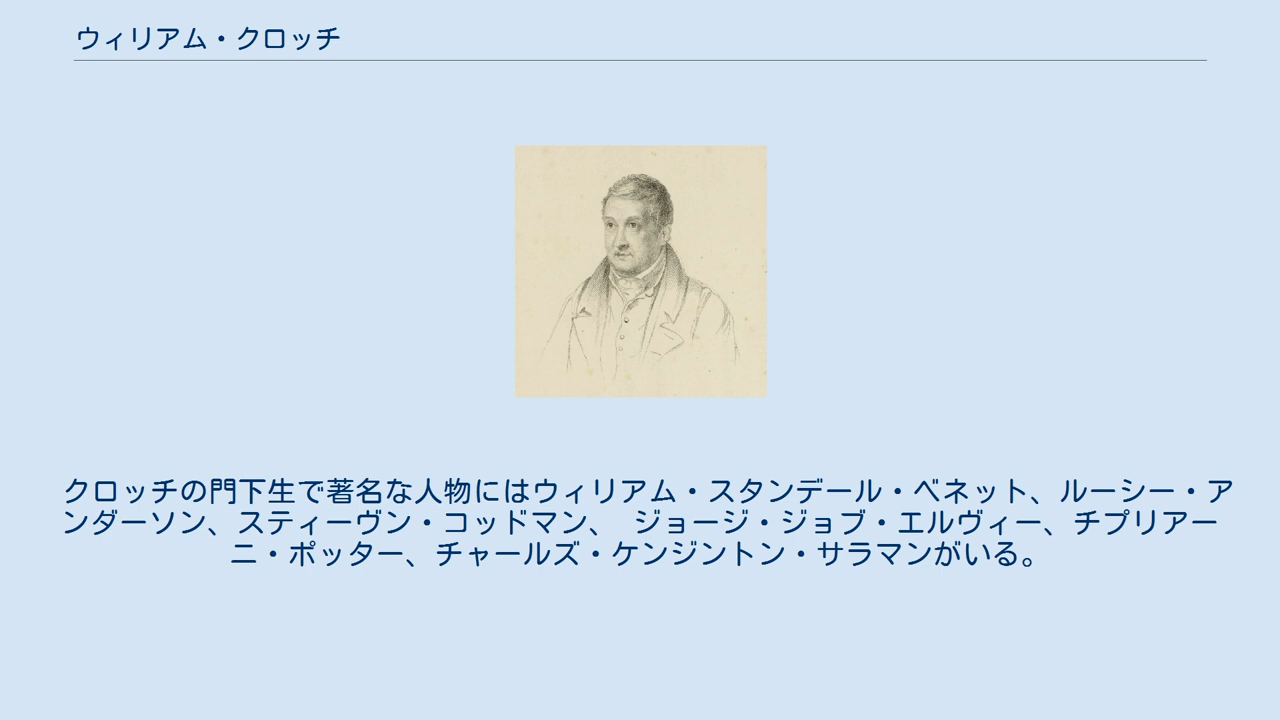 ウィリアム・クロッチ
クロッチの門下生で著名な人物にはウィリアム・スタンデール・ベネット、ルーシー・ア
ンダーソン、スティーヴン・コッドマン、 ジョージ・ジョブ・エルヴィー、チプリアー
ニ・ポッター、チャールズ・ケンジントン・サラマンがいる。